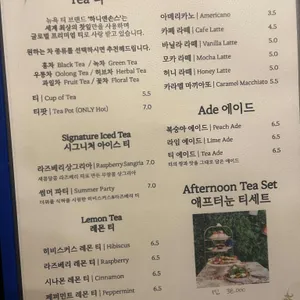 Tea 티
뉴욕 티 브랜드 '하니앤손스'는
세계 최상의 찻잎만을 사용하며
글로벌 프리미엄 티로 사랑 받고 있습니다.
원하는 차 종류를 선택하시면 추천해드립니다.
홍차 Black Tea / 녹차 Green Tea
우롱차 Oolong Tea / 허브차 Herbal Tea
과일차 Fruit Tea / 꽃차 Floral Tea
티 | Cup of Tea 5.5
티팟 | Tea Pot (ONLY Hot) 7.0
Signature Iced Tea
시그니쳐 아이스 티
라즈베리샹그리아 | Raspberry Sangria 7.0
썸머 파티 | Summer Party 7.0
Lemon Tea
레몬 티
히비스커스 레몬 티 | Hibiscus 6.5
라즈베리 레몬 티 | Raspberry 6.5
시나몬 레몬 티 | Cinnamon 6.5
페퍼민트 레몬 티 | Peppermint 6.5
아메리카노 | Americano 3.5
카페 라떼 | Cafe Latte 4.5
바닐라 라떼 | Vanilla Latte 5.0
모카 라떼 | Mocha Latte 5.0
허니 라떼 | Honey Latte 5.0
카라멜 마끼아또 | Caramel Macchiato 5.5
Ade 에이드
복숭아 에이드 | Peach Ade 6.5
라임 에이드 | Lime Ade 6.5
티 에이드 | Tea Ade 6.5
Afternoon Tea Set
애프터눈 티세트